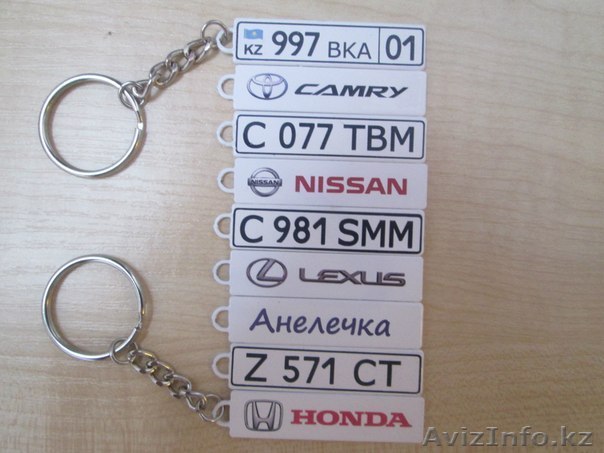 KZ 997 BKA 01
CAMRY
C 077 TBM
NISSAN NISSAN
C 981 SMM
LEXUS
Анелечка
Z 571 CT
HONDA
AvizInfo.kz